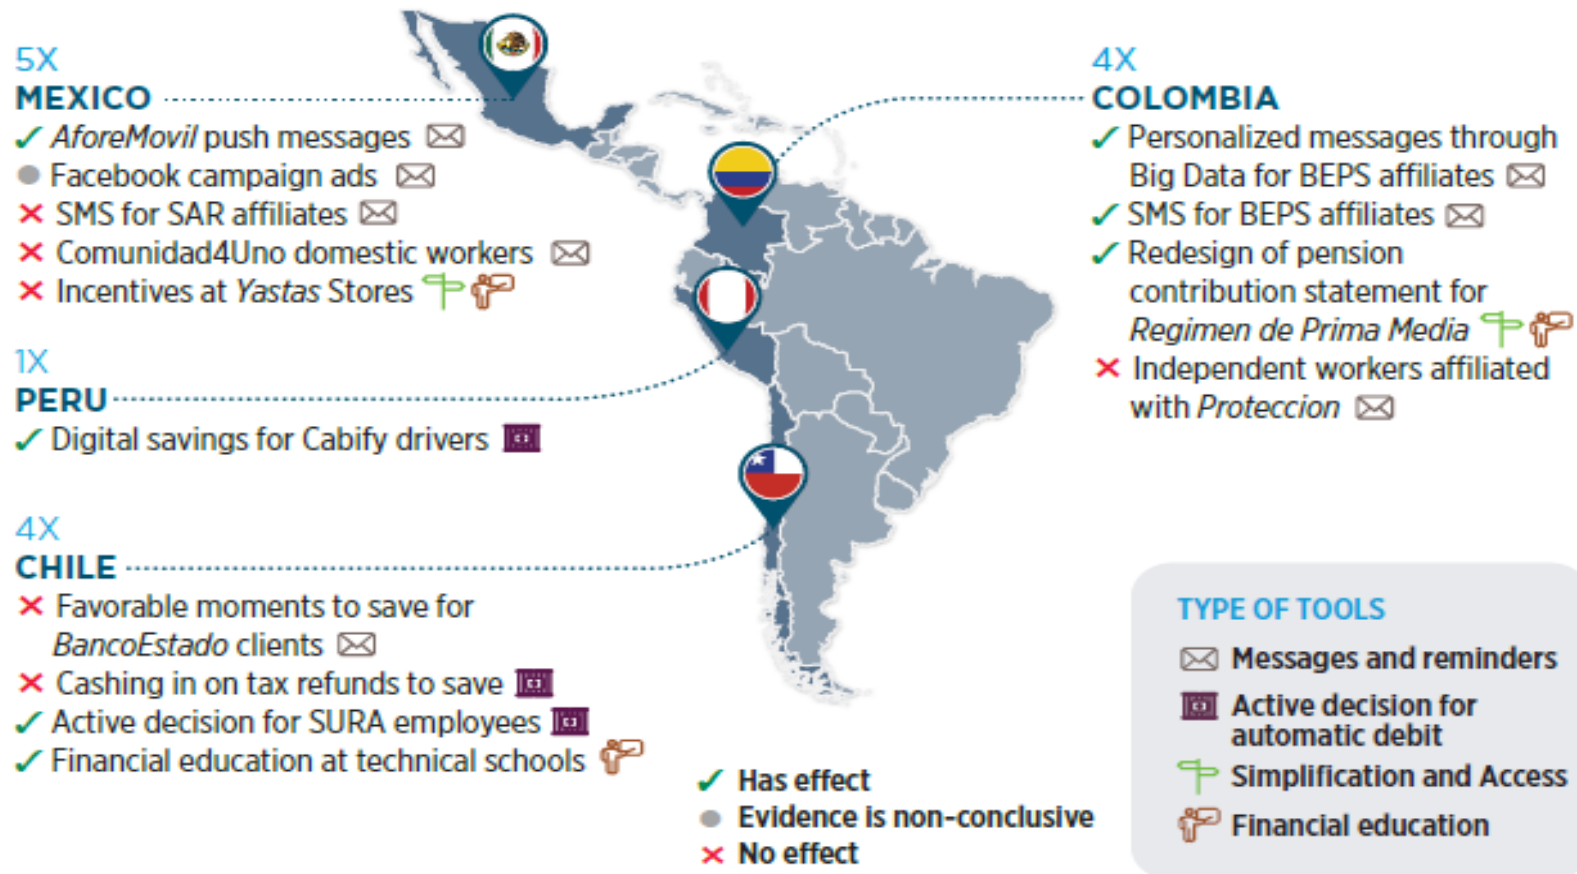 5X
MEXICO
AforeMovil push messages
Facebook campaign ads
SMS for SAR affiliates
Comunidad4Uno domestic workers
Incentives at Yastas Stores
1X
PERU
Digital savings for Cabify drivers
4X
CHILE
Favorable moments to save for
BancoEstado clients
Cashing in on tax refunds to save
Active decision for SURA employees
Financial education at technical schools
4X
COLOMBIA
Personalized messages through
Big Data for BEPS affiliates
SMS for BEPS affiliates
Redesign of pension
contribution statement for
Regimen de Prima Media
Independent workers affiliated
with Proteccion
Has effect
Evidence is non-conclusive
No effect
TYPE OF TOOLS
Messages and reminders
Active decision for
automatic debit
Simplification and Access
Financial education